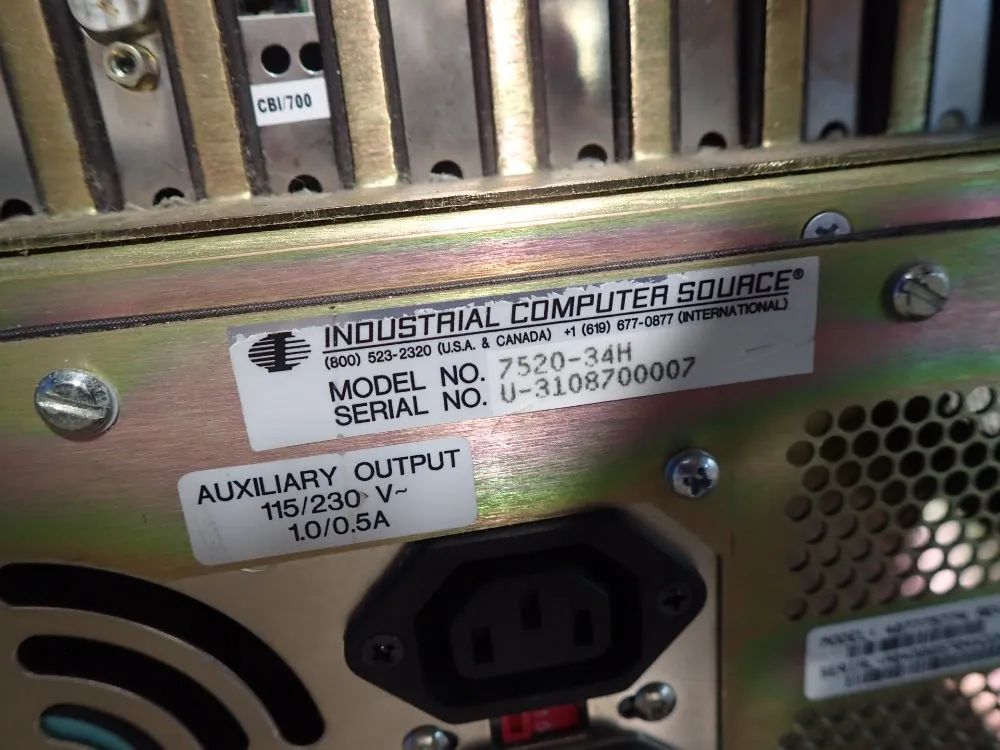 CBI/700
INDUSTRIAL COMPUTER SOURCE®
(800) 523-2320 (U.S.A. & CANADA) +1 (619) 677-0877 (INTERNATIONAL)
MODEL NO. 7520-34H
SERIAL NO. U-3108700007
AUXILIARY OUTPUT
115/230 V~
1.0/0.5A
MODEL: